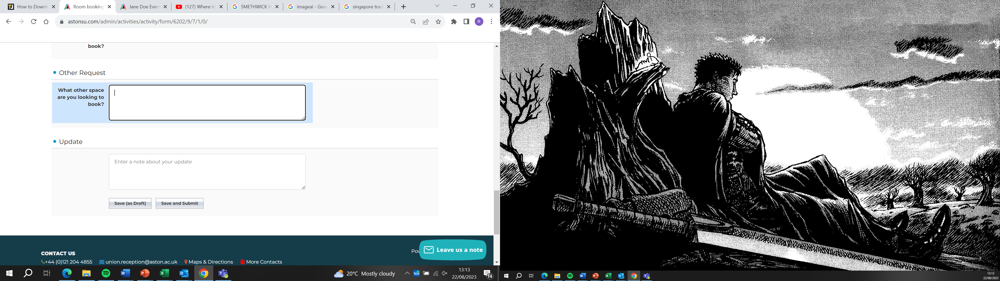 How to Downl
Room booking
Jane Doe Event
(127) Where to
SMETHWICK H
imageai - Goo
singapore trac
astonsu.com/admin/activities/activity/form/6202/9/7/1/0/
R
book?
Other Request
What other space
are you looking to
book?
Update
Enter a note about your update
Save (as Draft)
Save and Submit
CONTACT US
+44 (0)121 204 4855
union.reception@aston.ac.uk
Maps & Directions
More Contacts
Pow
Leave us a note
20°C Mostly cloudy
13:13
22/08/2023
14
13:13
22/08/2023